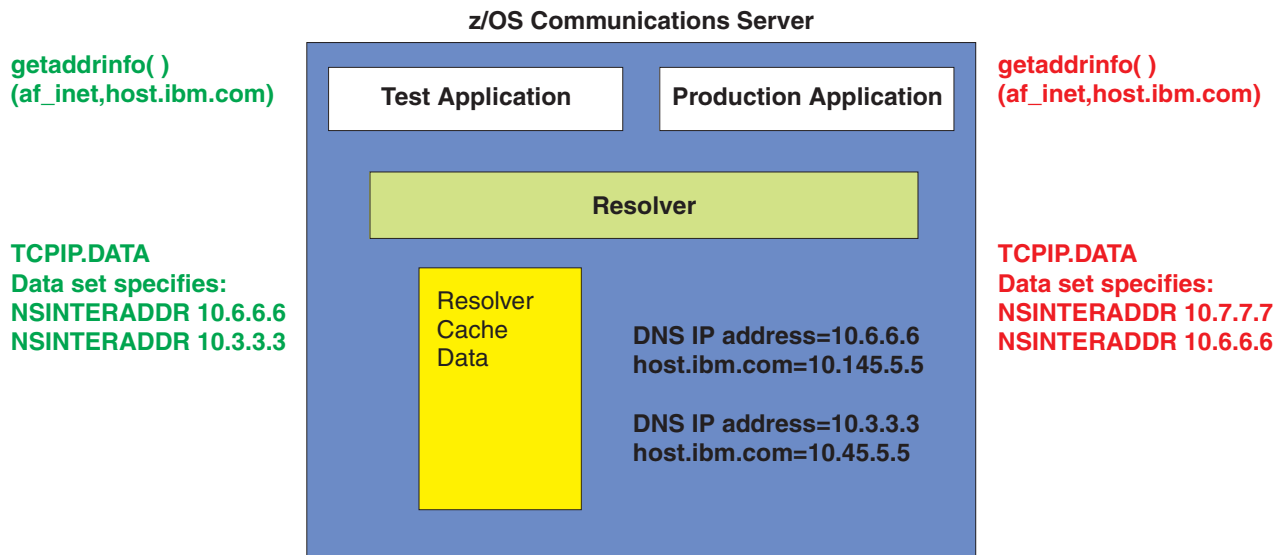 z/OS Communications Server
getaddrinfo( )
(af_inet,host.ibm.com)
Test Application
Production Application
getaddrinfo( )
(af_inet,host.ibm.com)
Resolver
TCPIP.DATA
Data set specifies:
NSINTERADDR 10.6.6.6
NSINTERADDR 10.3.3.3
Resolver
Cache
Data
DNS IP address=10.6.6.6
host.ibm.com=10.145.5.5
DNS IP address=10.3.3.3
host.ibm.com=10.45.5.5
TCPIP.DATA
Data set specifies:
NSINTERADDR 10.7.7.7
NSINTERADDR 10.6.6.6